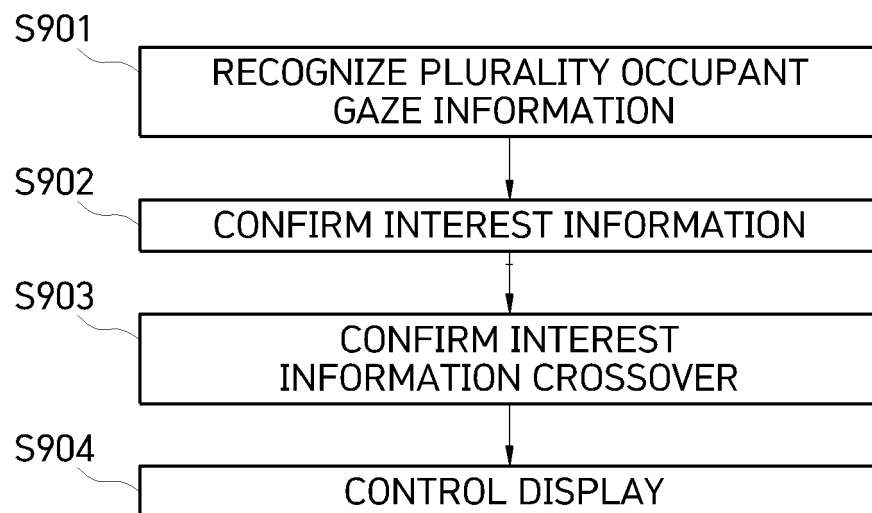 S901
RECOGNIZE PLURALITY OCCUPANT
GAZE INFORMATION
S902
CONFIRM INTEREST INFORMATION
S903
CONFIRM INTEREST
INFORMATION CROSSOVER
S904
CONTROL DISPLAY